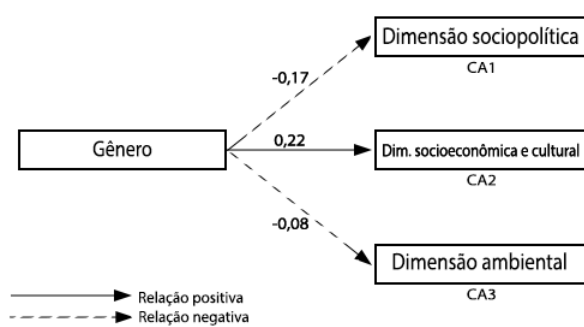 Dimensão sociopolítica
CA1
-0,17
Gênero
0,22
Dim. socioeconômica e cultural
CA2
-0,08
Dimensão ambiental
CA3
Relação positiva
Relação negativa